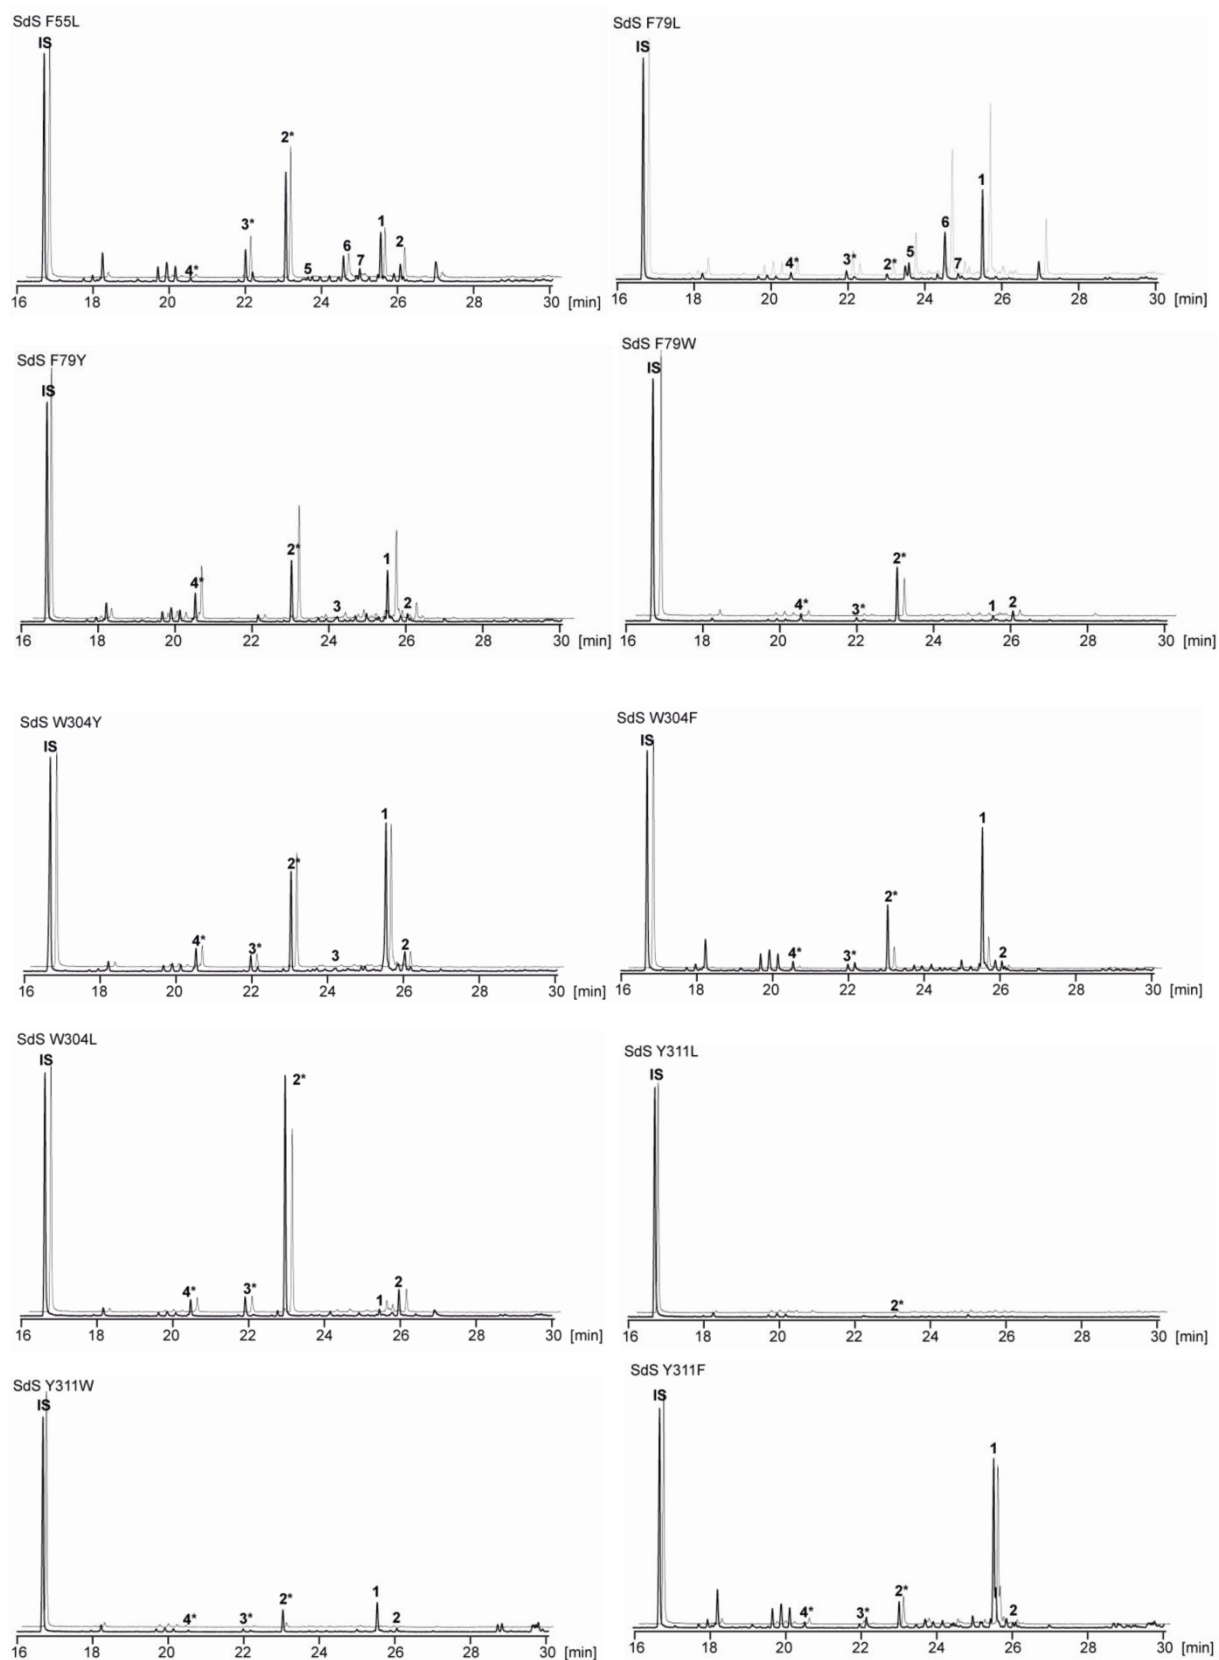 SdS F55L
IS
2*
3*
4*
5
6
7
1
2
16 18 20 22 24 26 28 30 [min]
SdS F79L
IS
4*
3*
2*
5
6
7
1
16 18 20 22 24 26 28 30 [min]
SdS F79Y
IS
4*
2*
3
1
2
16 18 20 22 24 26 28 30 [min]
SdS F79W
IS
4*
3*
2*
1
2
16 18 20 22 24 26 28 30 [min]
SdS W304Y
IS
4*
3*
2*
3
1
2
16 18 20 22 24 26 28 30 [min]
SdS W304F
IS
4*
3*
2*
1
2
16 18 20 22 24 26 28 30 [min]
SdS W304L
IS
4*
3*
2*
1
2
16 18 20 22 24 26 28 30 [min]
SdS Y311L
IS
2*
16 18 20 22 24 26 28 30 [min]
SdS Y311W
IS
4*
3*
2*
1
2
16 18 20 22 24 26 28 30 [min]
SdS Y311F
IS
4*
3*
2*
1
2
16 18 20 22 24 26 28 30 [min]